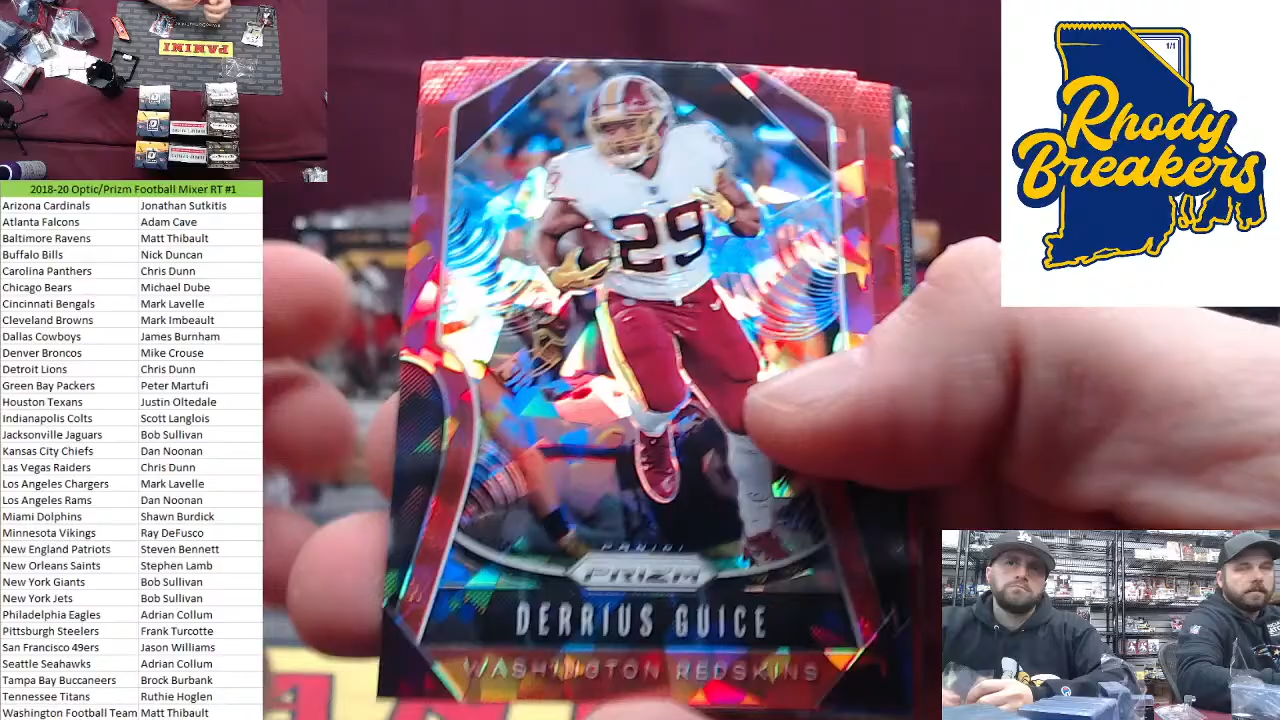 PANINI
2018-20 Optic/Prizm Football Mixer RT #1
Arizona Cardinals Jonathan Sutkitis
Atlanta Falcons Adam Cave
Baltimore Ravens Matt Thibault
Buffalo Bills Nick Duncan
Carolina Panthers Chris Dunn
Chicago Bears Michael Dube
Cincinnati Bengals Mark Lavelle
Cleveland Browns Mark Imbeault
Dallas Cowboys James Burnham
Denver Broncos Mike Crouse
Detroit Lions Chris Dunn
Green Bay Packers Peter Martufi
Houston Texans Justin Oltedale
Indianapolis Colts Scott Langlois
Jacksonville Jaguars Bob Sullivan
Kansas City Chiefs Dan Noonan
Las Vegas Raiders Chris Dunn
Los Angeles Chargers Mark Lavelle
Los Angeles Rams Dan Noonan
Miami Dolphins Shawn Burdick
Minnesota Vikings Ray DeFusco
New England Patriots Steven Bennett
New Orleans Saints Stephen Lamb
New York Giants Bob Sullivan
New York Jets Bob Sullivan
Philadelphia Eagles Adrian Collum
Pittsburgh Steelers Frank Turcotte
San Francisco 49ers Jason Williams
Seattle Seahawks Adrian Collum
Tampa Bay Buccaneers Brock Burbank
Tennessee Titans Ruthie Hoglen
Washington Football Team Matt Thibault
29
PANINI
PRIZM
DERRIUS GUICE
WASHINGTON REDSKINS
1/1
Rhody
Breakers
LA